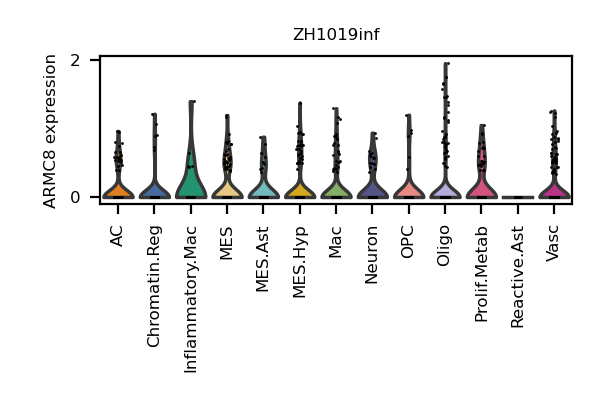 ZH1019inf
ARMC8 expression
2
0
AC
Chromatin.Reg
Inflammatory.Mac
MES
MES.Ast
MES.Hyp
Mac
Neuron
OPC
Oligo
Prolif.Metab
Reactive.Ast
Vasc